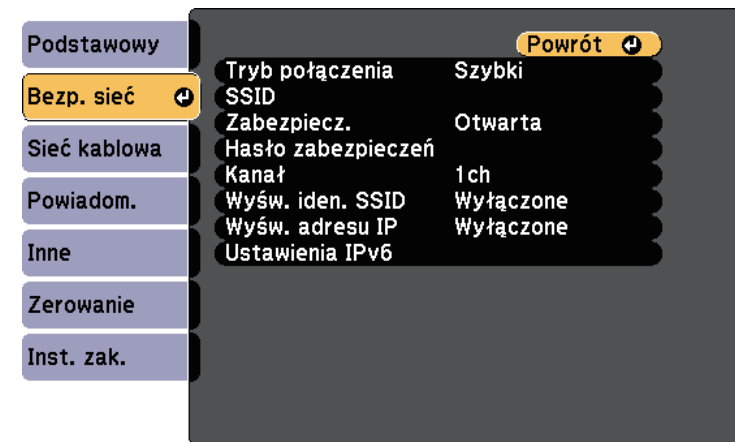 Podstawowy
Bezp. sieć
Sieć kablowa
Powiadom.
Inne
Zerowanie
Inst. zak.
Powrót
Tryb połączenia Szybki
SSID
Zabezpiecz. Otwarta
Hasło zabezpieczeń
Kanał 1ch
Wyśw. iden. SSID Wyłączone
Wyśw. adresu IP Wyłączone
Ustawienia IPv6